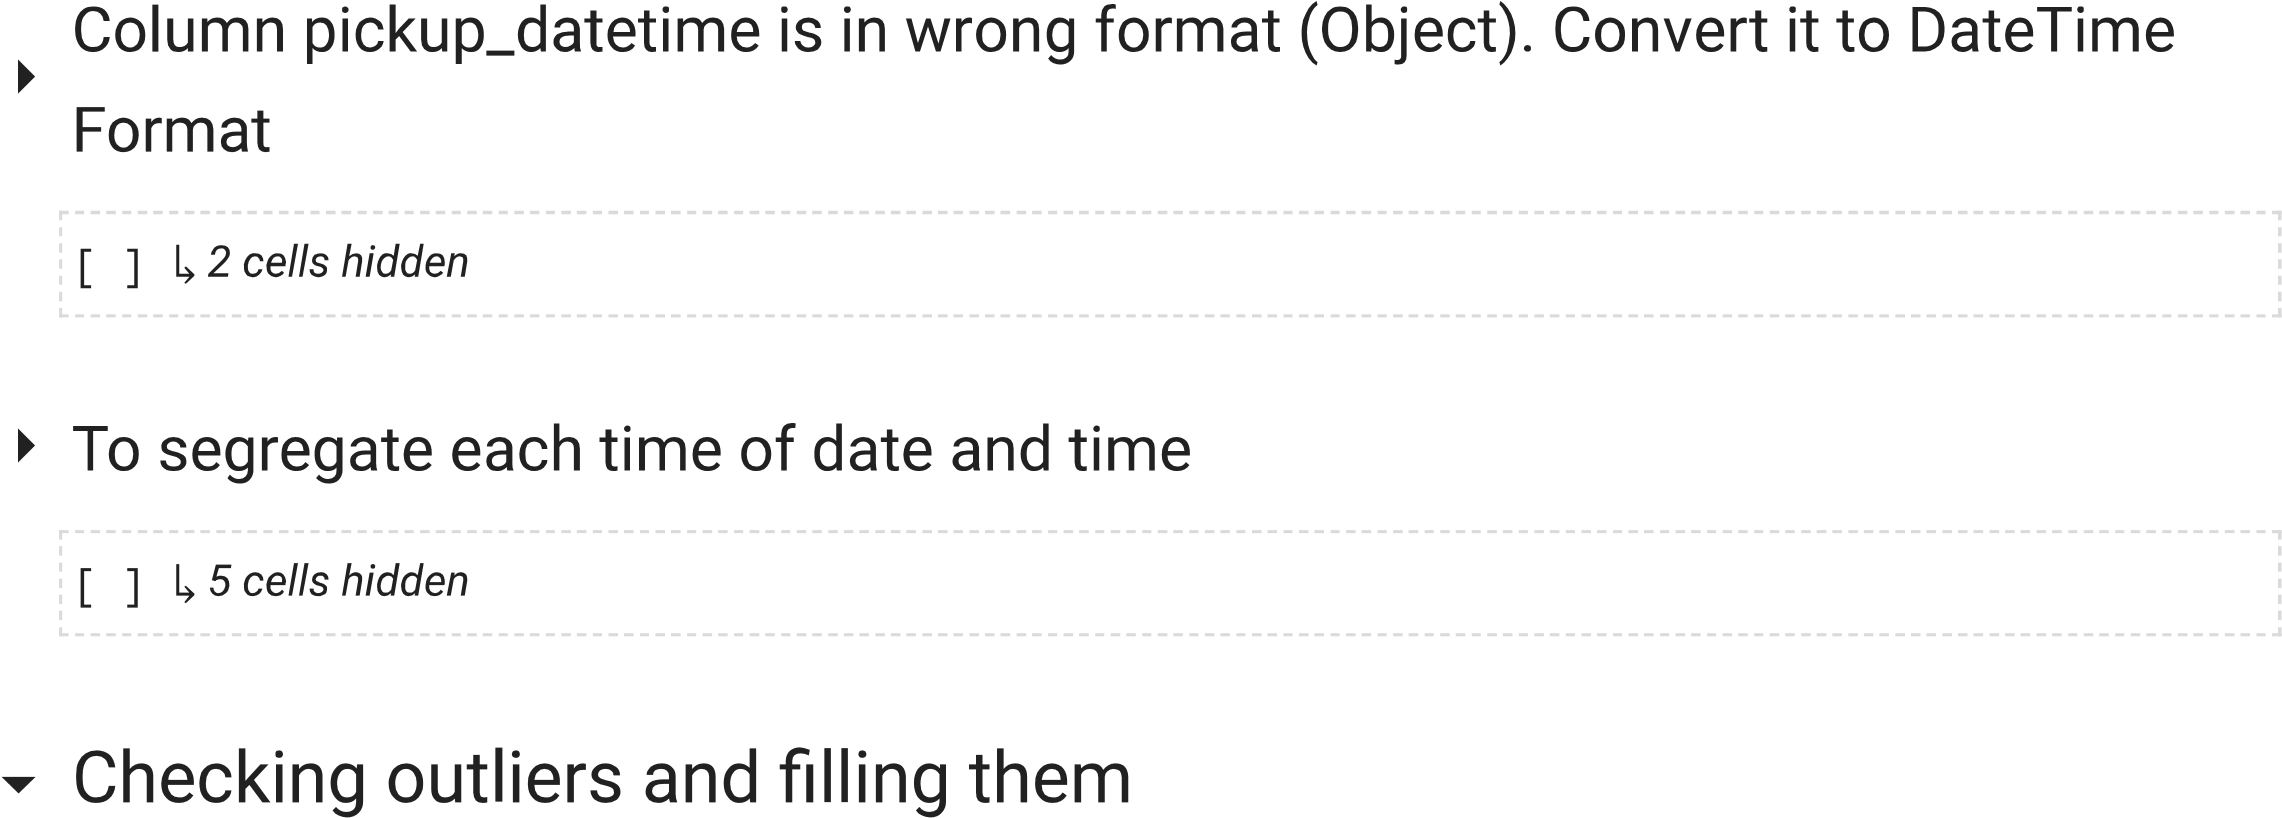 Column pickup_datetime is in wrong format (Object). Convert it to DateTime
Format
[ ] ↳ 2 cells hidden
To segregate each time of date and time
[ ] ↳ 5 cells hidden
Checking outliers and filling them